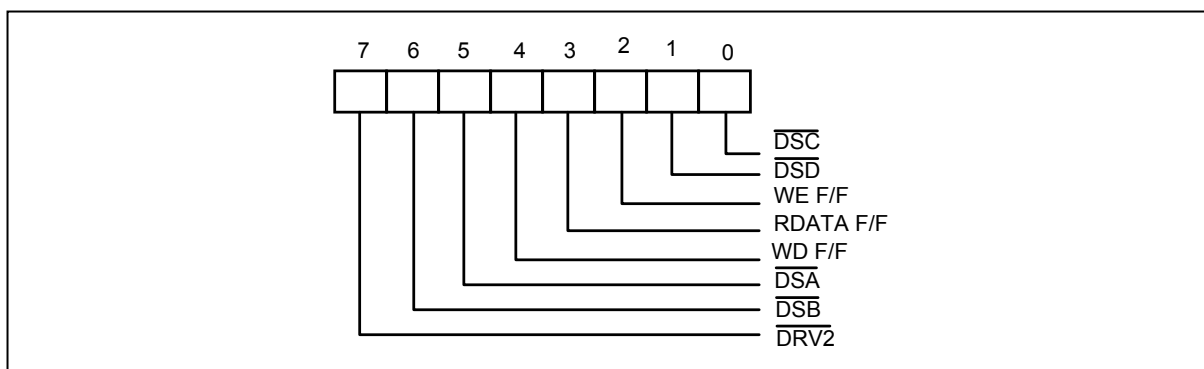 7 6 5 4 3 2 1 0
DSC
DSD
WE F/F
RDATA F/F
WD F/F
DSA
DSB
DRV2